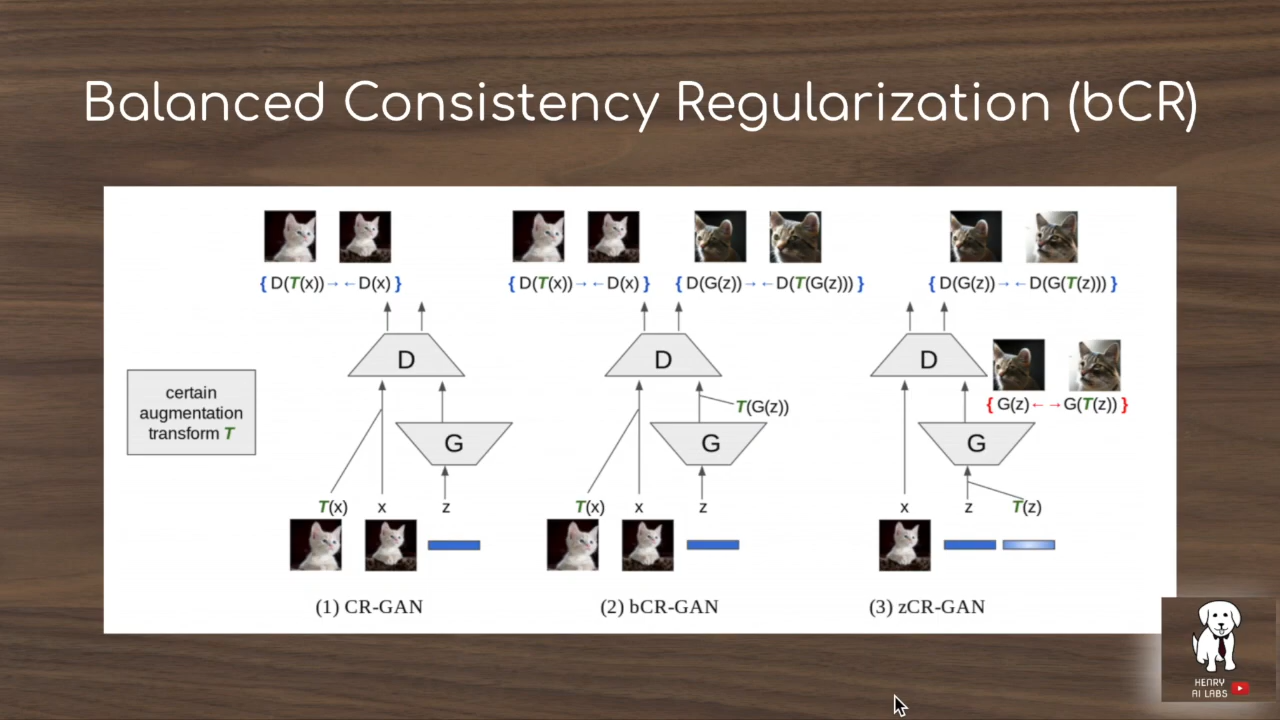 Balanced Consistency Regularization (bCR)
{ D(T(x))→ ←D(x) }
{ D(T(x))→ ←D(x) }
{ D(G(z))→ ←D(T(G(z))) }
{ D(G(z))→ ←D(G(T(z))) }
D
D
D
certain
augmentation
transform T
T(G(z))
{ G(z)← →G(T(z)) }
G
G
G
T(x) x z
T(x) x z
x z T(z)
(1) CR-GAN
(2) bCR-GAN
(3) zCR-GAN
HENRY
AI LABS